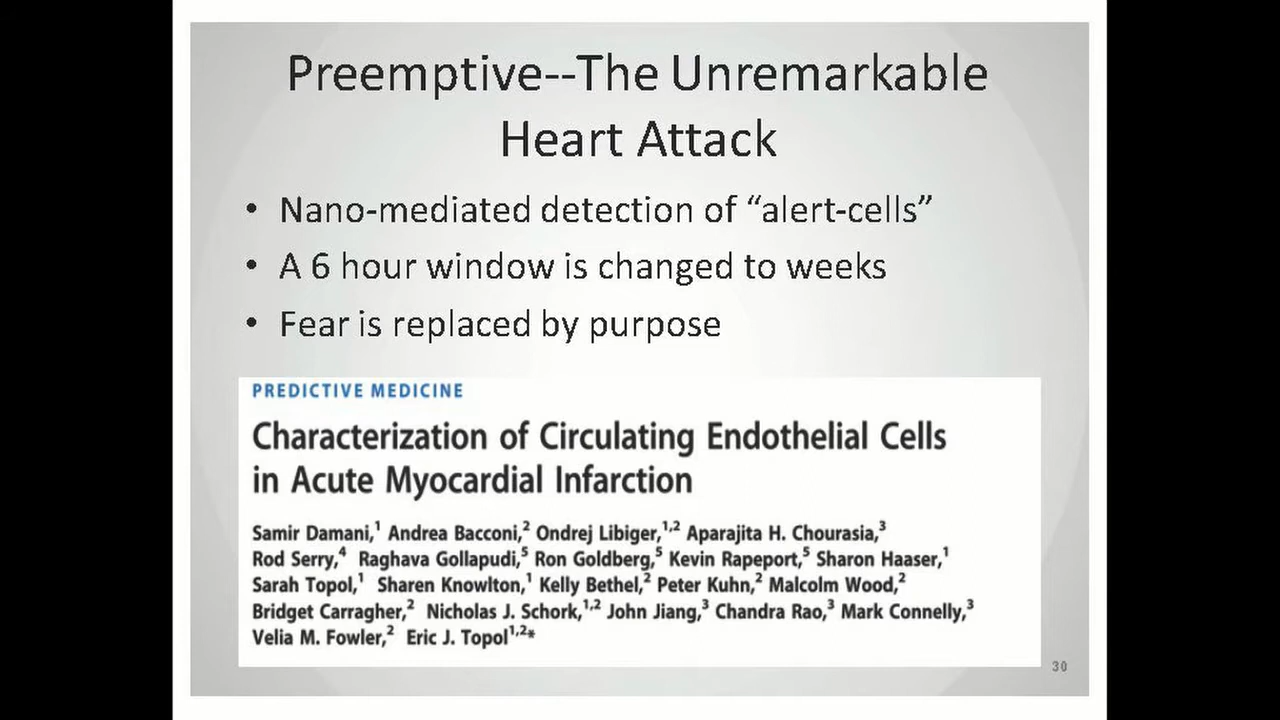 Preemptive--The Unremarkable
Heart Attack
• Nano-mediated detection of “alert-cells”
• A 6 hour window is changed to weeks
• Fear is replaced by purpose
PREDICTIVE MEDICINE
Characterization of Circulating Endothelial Cells
in Acute Myocardial Infarction
Samir Damani,¹ Andrea Bacconi,² Ondrej Libiger,¹,² Aparajita H. Chourasia,³
Rod Serry,⁴ Raghava Gollapudi,⁵ Ron Goldberg,⁵ Kevin Rapeport,⁵ Sharon Haaser,¹
Sarah Topol,¹ Sharen Knowlton,¹ Kelly Bethel,² Peter Kuhn,² Malcolm Wood,²
Bridget Carragher,² Nicholas J. Schork,¹,² John Jiang,³ Chandra Rao,³ Mark Connelly,³
Velia M. Fowler,² Eric J. Topol¹,²*
30